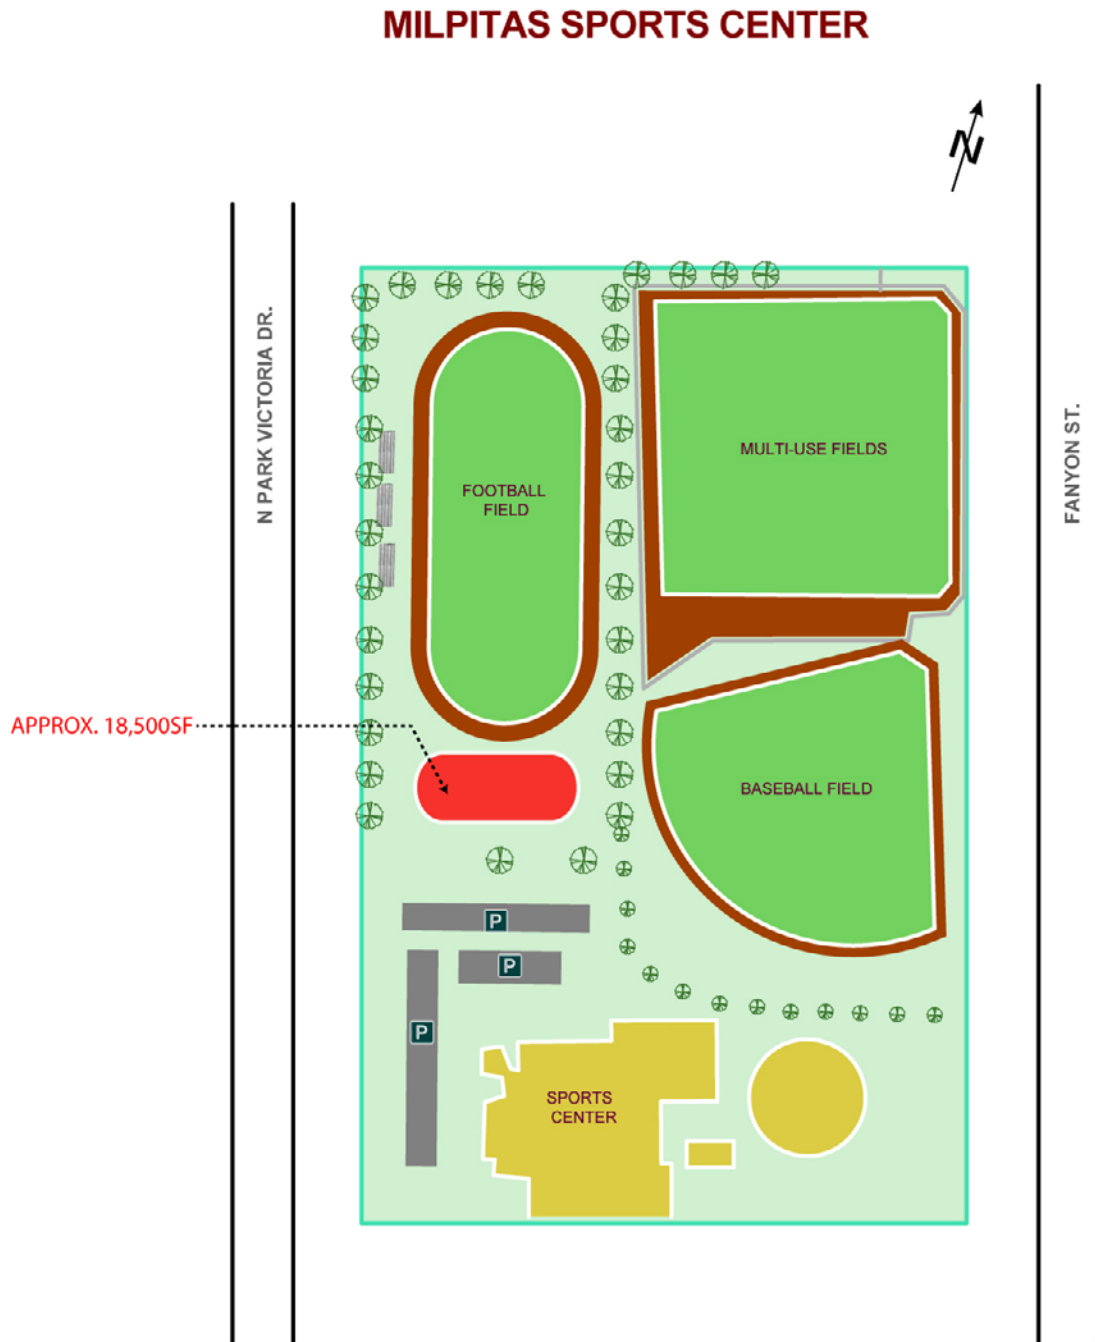 MILPITAS SPORTS CENTER
N
N PARK VICTORIA DR.
FANYON ST.
MULTI-USE FIELDS
FOOTBALL
FIELD
APPROX. 18,500SF
BASEBALL FIELD
P
P
P
SPORTS
CENTER